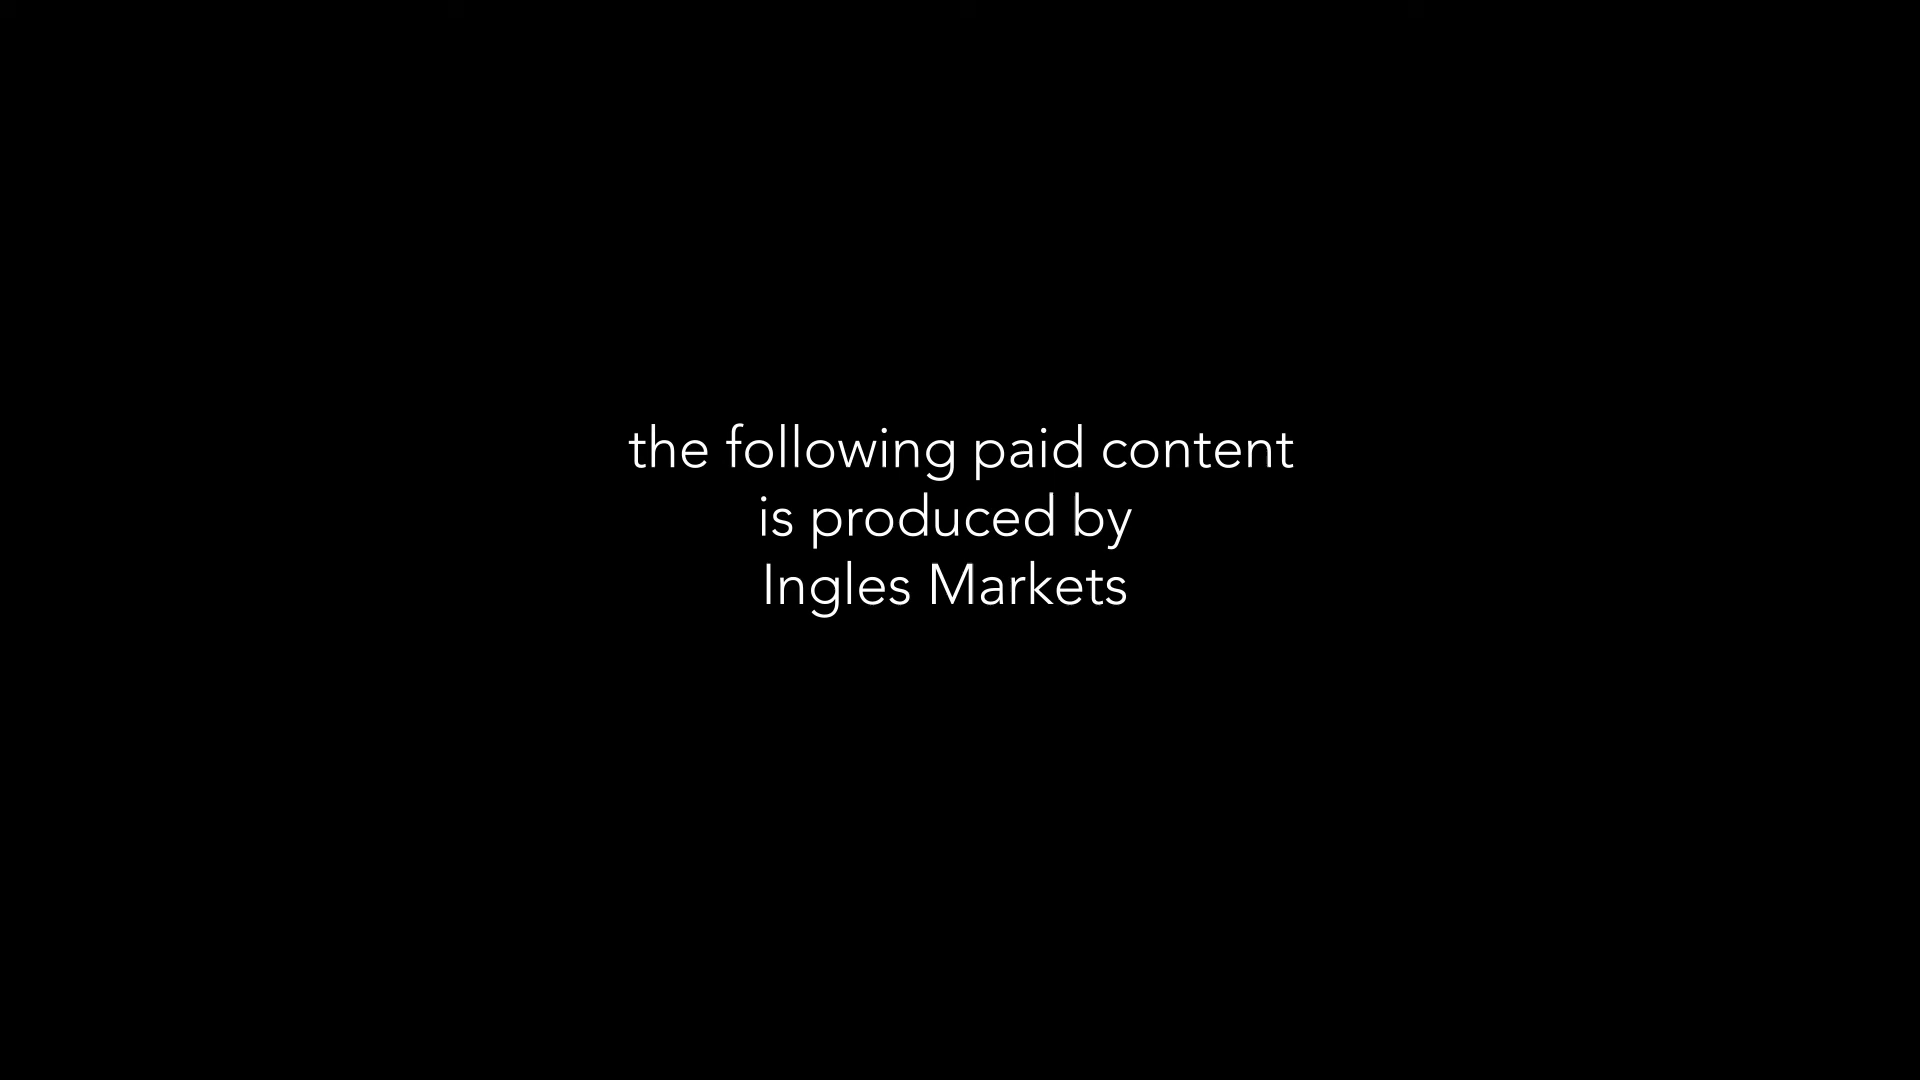 the following paid content
is produced by
Ingles Markets